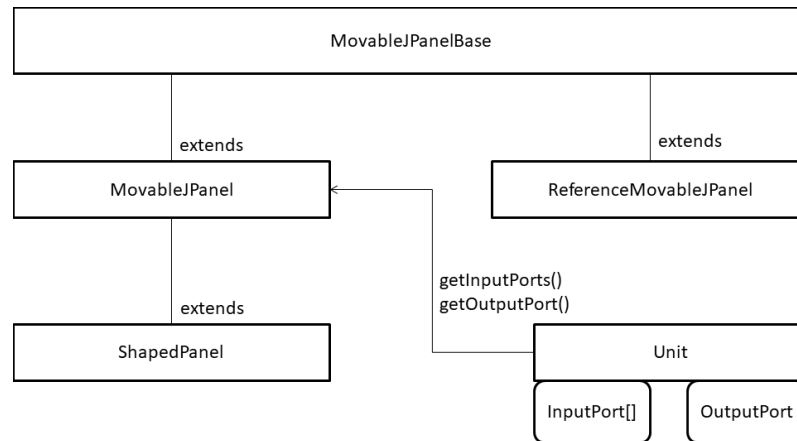 MovableJPanelBase
extends
extends
MovableJPanel
ReferenceMovableJPanel
getInputPorts()
getOutputPort()
extends
ShapedPanel
Unit
InputPort[]
OutputPort